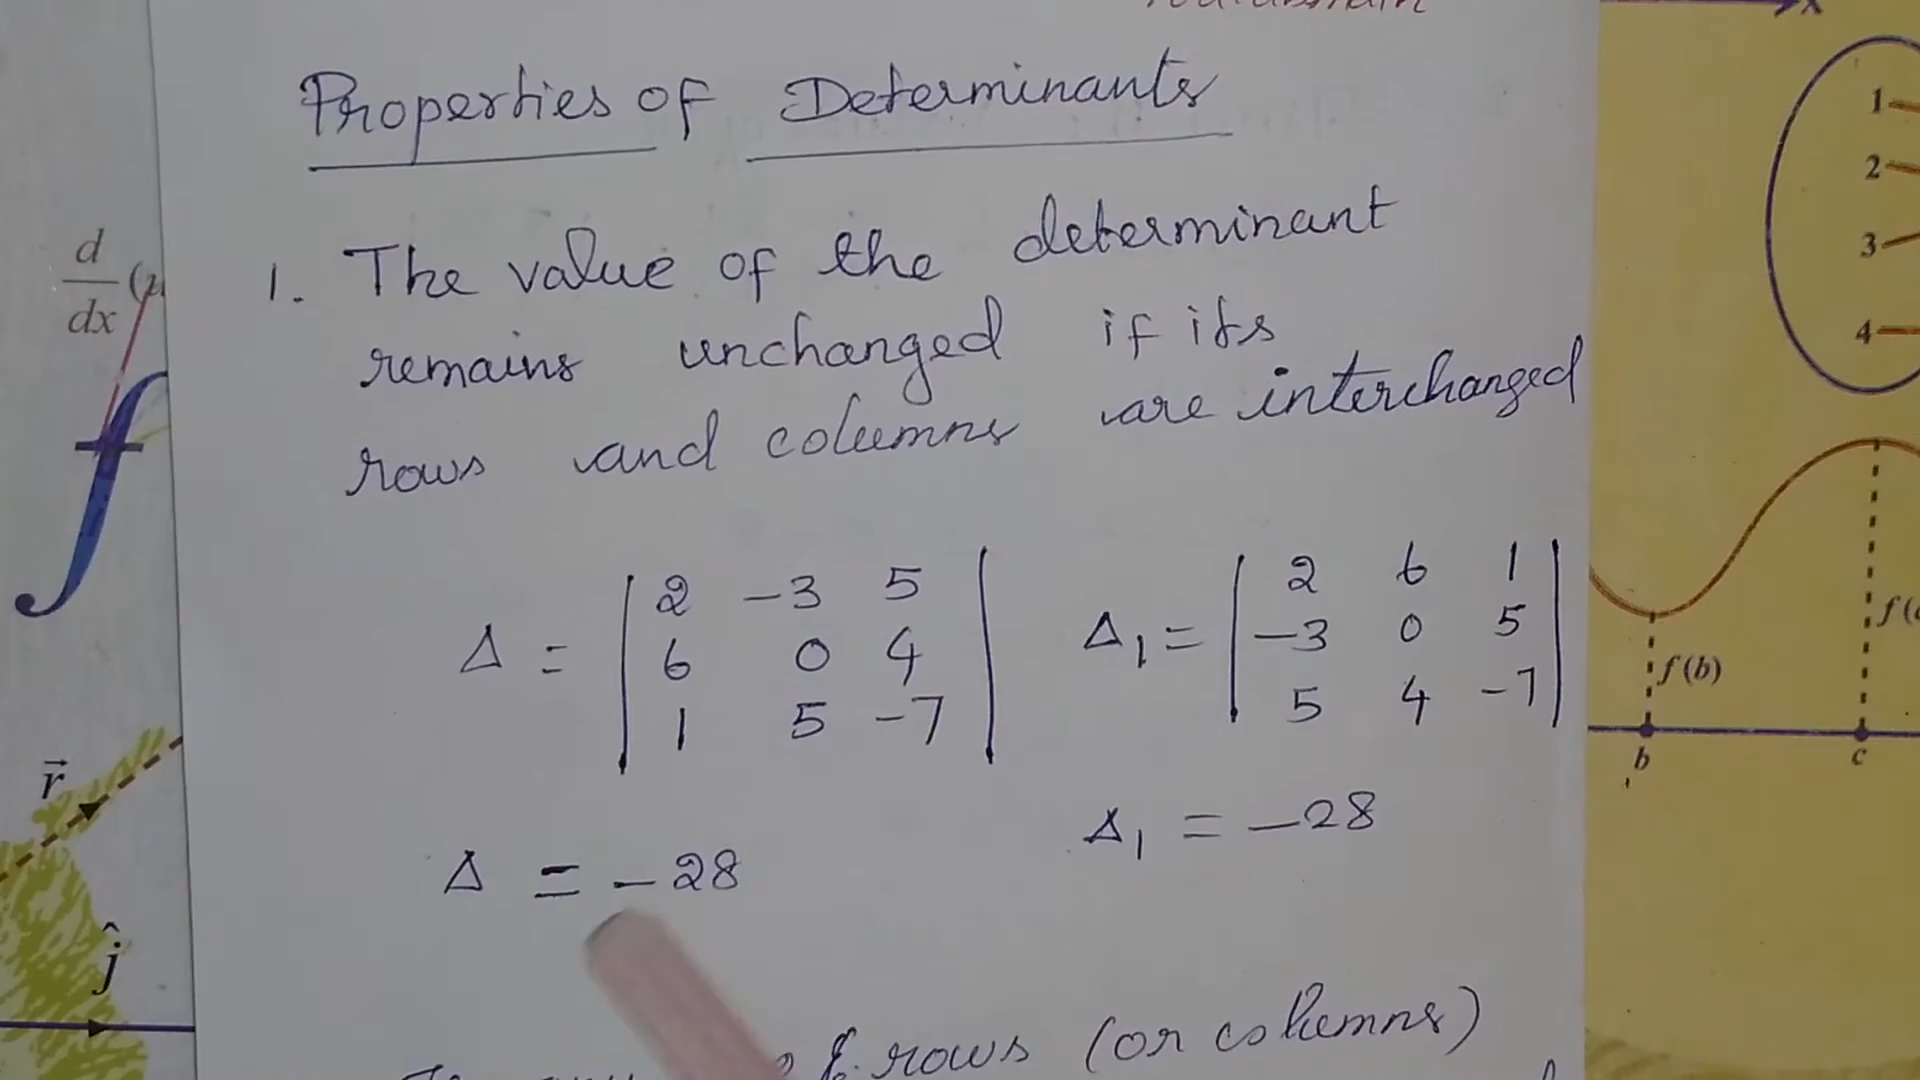 Properties of Determinants
1. The value of the determinant
remains unchanged if its
rows and columns are interchanged
Δ = | 2 -3 5 |
| 6 0 4 |
| 1 5 -7 |
Δ₁ = | 2 6 1 |
| -3 0 5 |
| 5 4 -7 |
Δ = -28
Δ₁ = -28
rows (or columns)
d
dx
f
r⃗
ĵ
x
1
2
3
4
f(b)
b
c